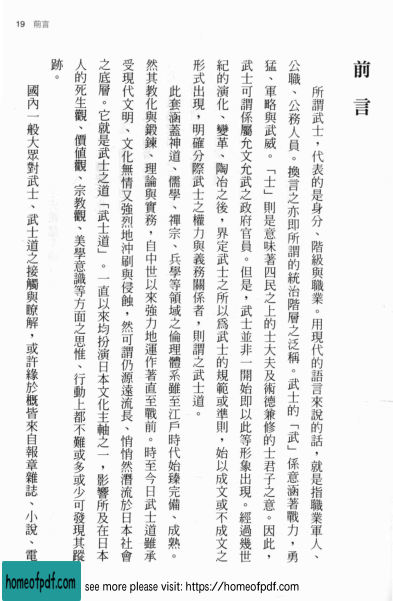 19 前言
前言
所謂武士，代表的是身分、階級與職業。用現代的語言來說的話，就是指職業軍人、
公職、公務人員。換言之亦即所謂的統治階層之泛稱。武士的「武」係意涵著戰力，勇
猛、軍略與武威。「士」則是意味著四民之上的士大夫及術德兼修的士君子之意。因此，
武士可謂係屬允文允武之政府官員。但是，武士並非一開始即以此等形象出現。經過幾世
紀的演化、變革、陶冶之後，界定武士之所以為武士的規範或準則，始以成文或不成文之
形式出現，明確分際武士之權力與義務關係者，則謂之武士道。
此套涵蓋神道、儒學、禪宗、兵學等領域之倫理體系雖至江戶時代始臻完備、成熟。
然其教化與鍛鍊、理論與實務，自中世以來強力地運作著直至戰前。時至今日武士道雖承
受現代文明、文化無情又強烈地沖刷與侵蝕，然可謂仍源遠流長、悄悄然潛流於日本社會
之底層。它就是武士之道「武士道」。一直以來均扮演日本文化主軸之一，影響所及在日本
人的死生觀、價值觀、宗教觀、美學意識等方面之思惟、行動上都不難或多或少可發現其蹤
跡。
國內一般大眾對武士、武士道之接觸與瞭解，或許緣於概皆來自報章雜誌、小說、電
homeofpdf.com
see more please visit: https://homeofpdf.com